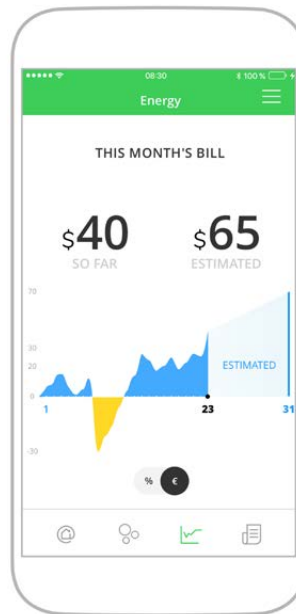 08:30
100 %
Energy
THIS MONTH'S BILL
$40
$65
SO FAR
ESTIMATED
70
30
20
0
-30
ESTIMATED
1
23
31
%
€